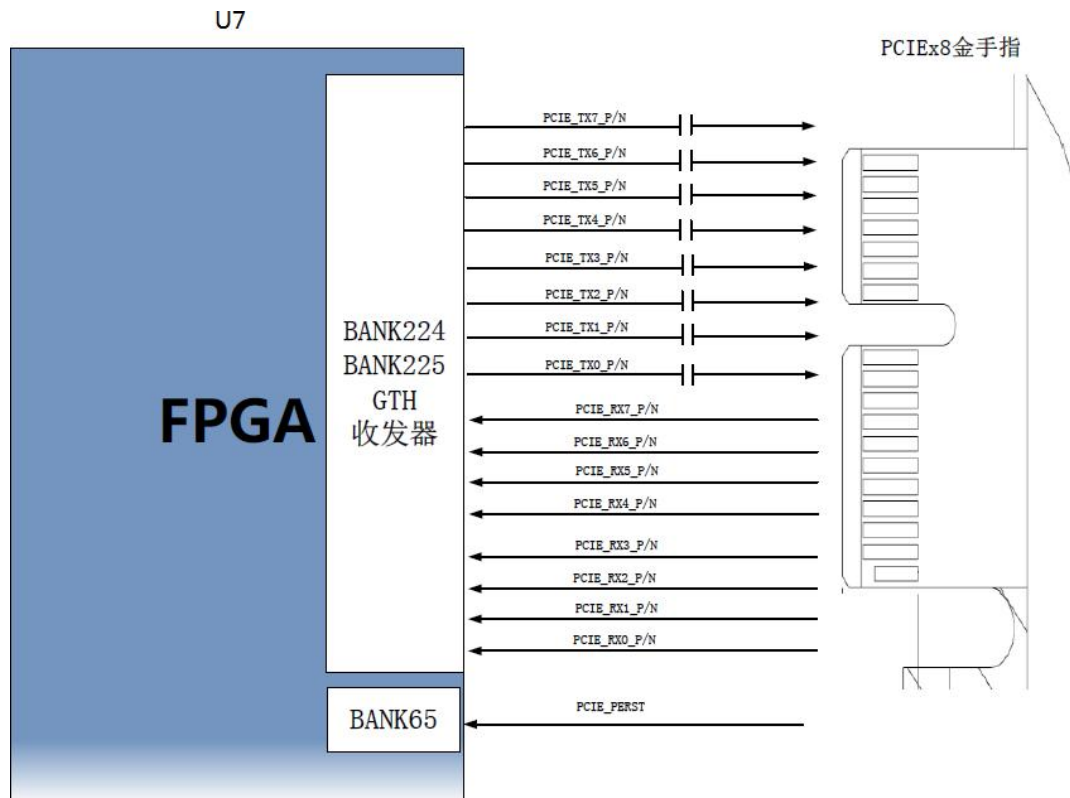 U7
PCIEx8金手指
PCIE_TX7_P/N
PCIE_TX6_P/N
PCIE_TX5_P/N
PCIE_TX4_P/N
PCIE_TX3_P/N
PCIE_TX2_P/N
PCIE_TX1_P/N
PCIE_TX0_P/N
FPGA
BANK224
BANK225
GTH
收发器
PCIE_RX7_P/N
PCIE_RX6_P/N
PCIE_RX5_P/N
PCIE_RX4_P/N
PCIE_RX3_P/N
PCIE_RX2_P/N
PCIE_RX1_P/N
PCIE_RX0_P/N
BANK65
PCIE_PERST